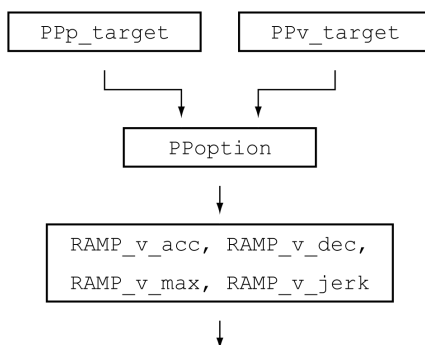 PPp_target
PPv_target
PPoption
RAMP_v_acc, RAMP_v_dec,
RAMP_v_max, RAMP_v_jerk